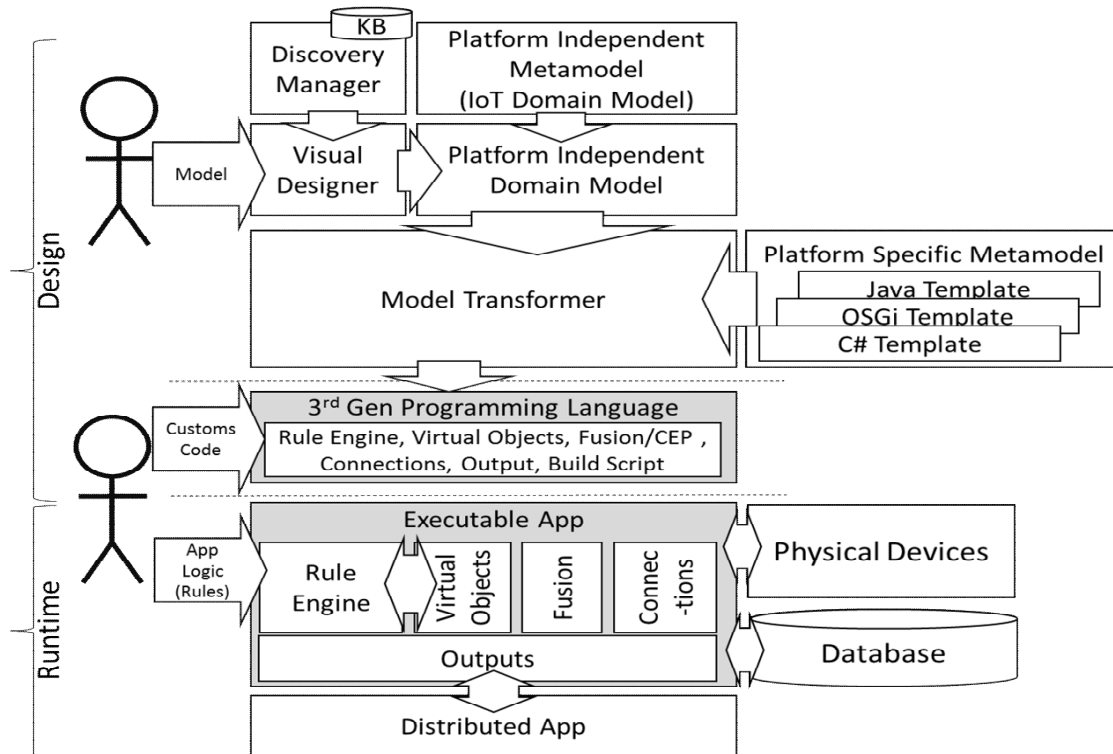 KB
Discovery
Manager
Platform Independent
Metamodel
(IoT Domain Model)
Model
Visual
Designer
Platform Independent
Domain Model
Design
Model Transformer
Platform Specific Metamodel
Java Template
OSGi Template
C# Template
Customs
Code
3rd Gen Programming Language
Rule Engine, Virtual Objects, Fusion/CEP ,
Connections, Output, Build Script
Runtime
App
Logic
(Rules)
Executable App
Rule
Engine
Virtual
Objects
Fusion
Connec
-tions
Outputs
Physical Devices
Database
Distributed App